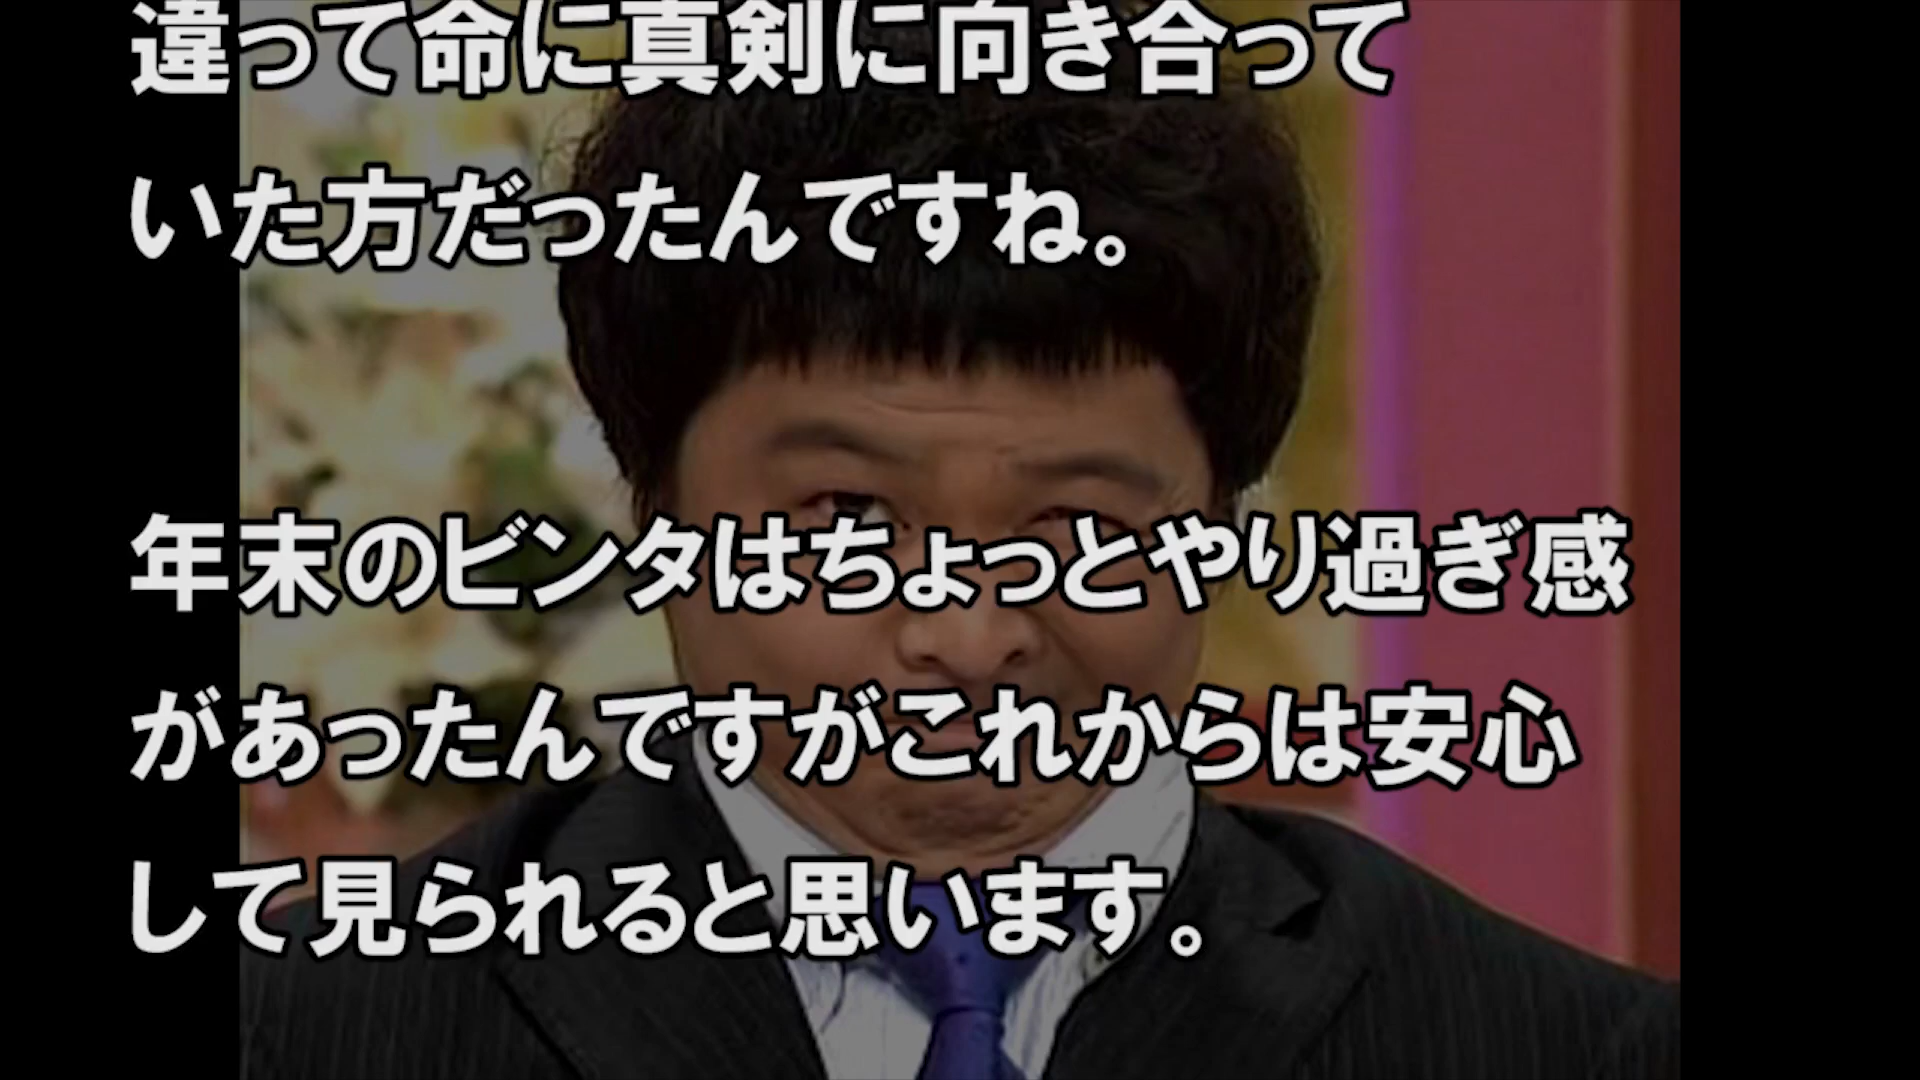 違って命に真剣に向き合って
いた方だったんですね。
年末のビンタはちょっとやり過ぎ感
があったんですがこれからは安心
して見られると思います。